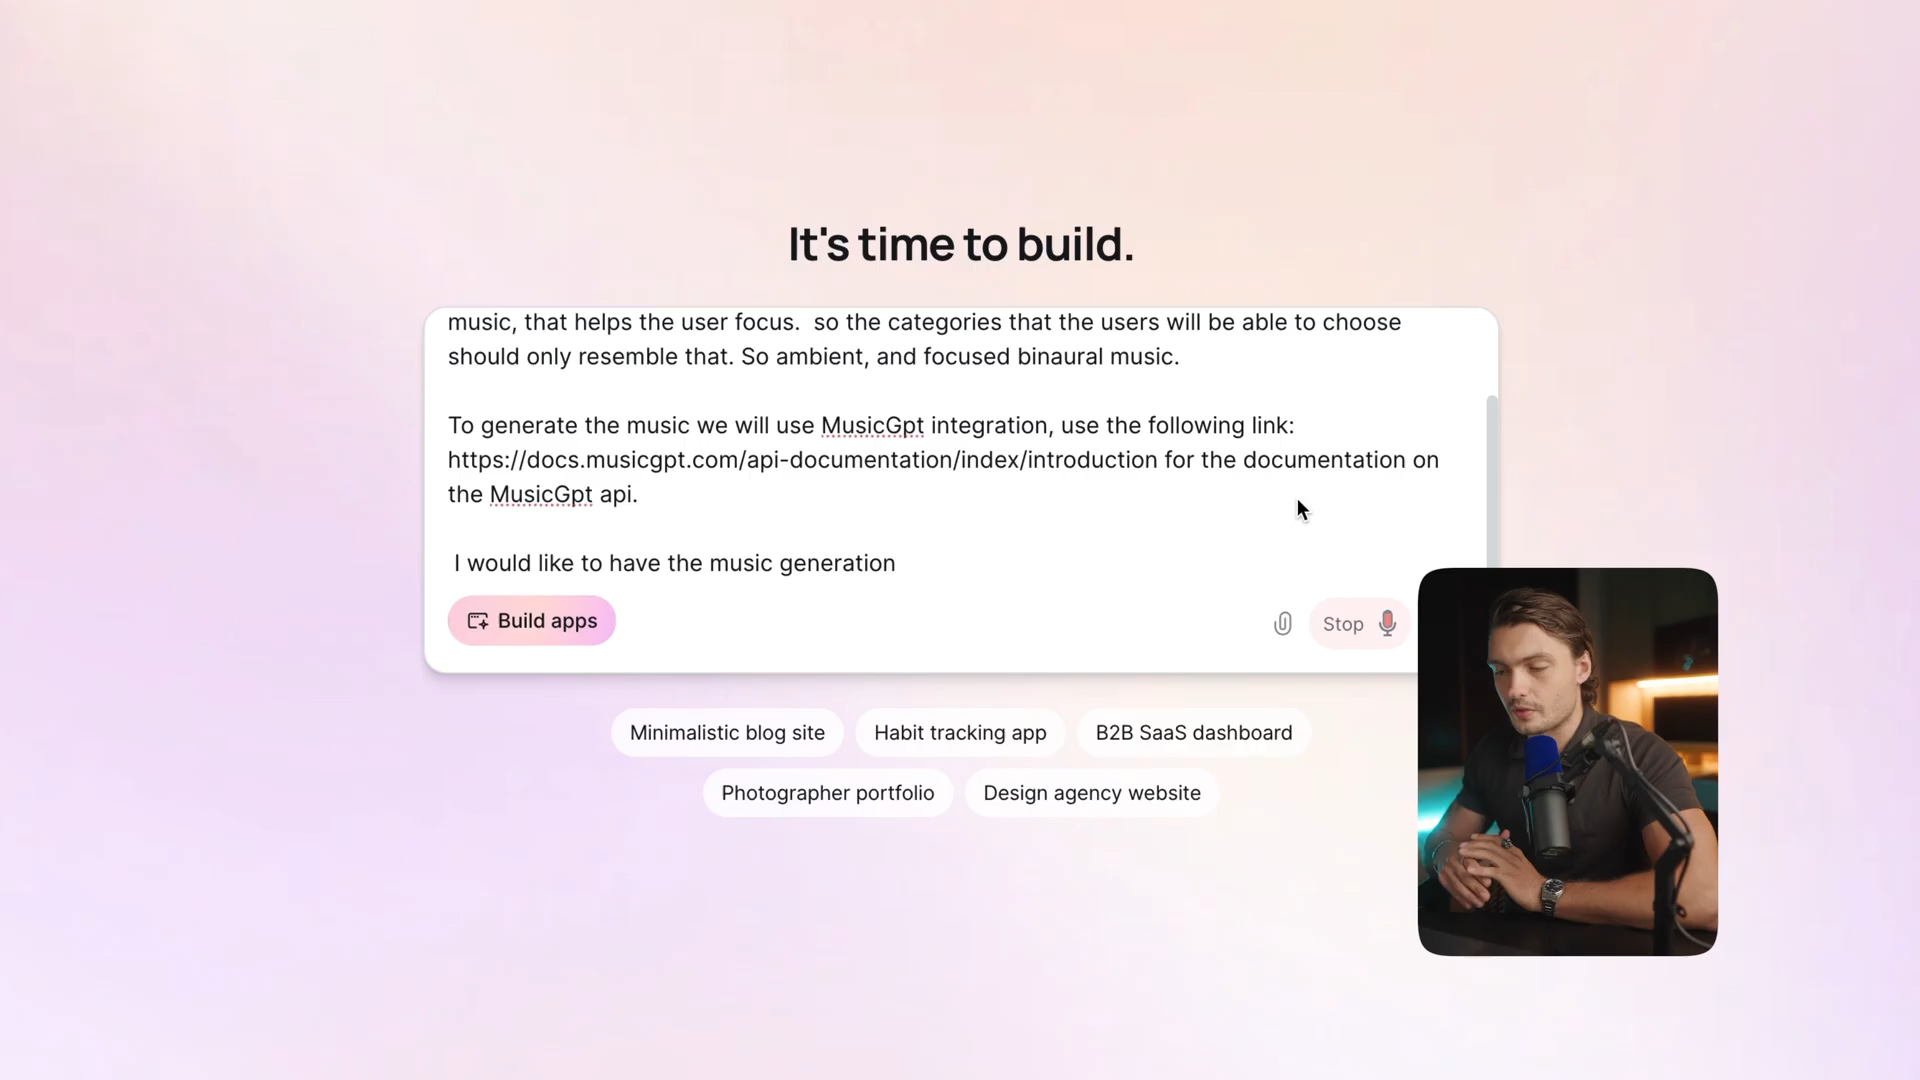 It's time to build.
music, that helps the user focus.  so the categories that the users will be able to choose
should only resemble that. So ambient, and focused binaural music.
To generate the music we will use MusicGpt integration, use the following link:
https://docs.musicgpt.com/api-documentation/index/introduction for the documentation on
the MusicGpt api.
I would like to have the music generation
Build apps
Stop
Minimalistic blog site
Habit tracking app
B2B SaaS dashboard
Photographer portfolio
Design agency website